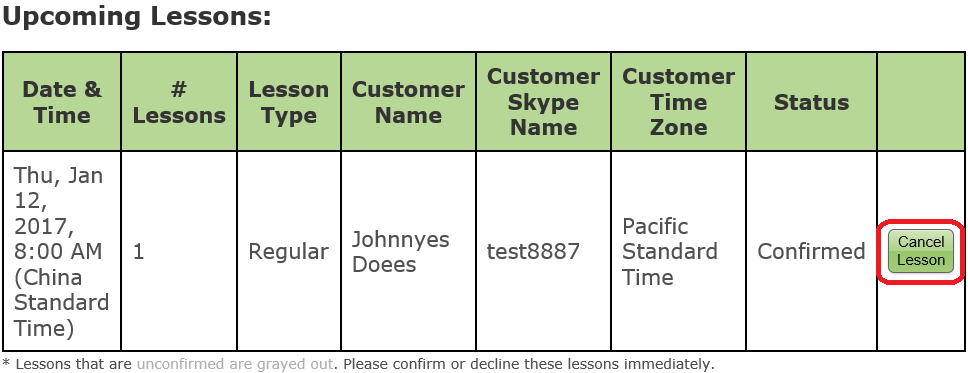 Upcoming Lessons:
Date & Time
# Lessons
Lesson Type
Customer Name
Customer Skype Name
Customer Time Zone
Status
Thu, Jan 12, 2017, 8:00 AM (China Standard Time)
1
Regular
Johnnyes Doees
test8887
Pacific Standard Time
Confirmed
Cancel Lesson
* Lessons that are unconfirmed are grayed out. Please confirm or decline these lessons immediately.